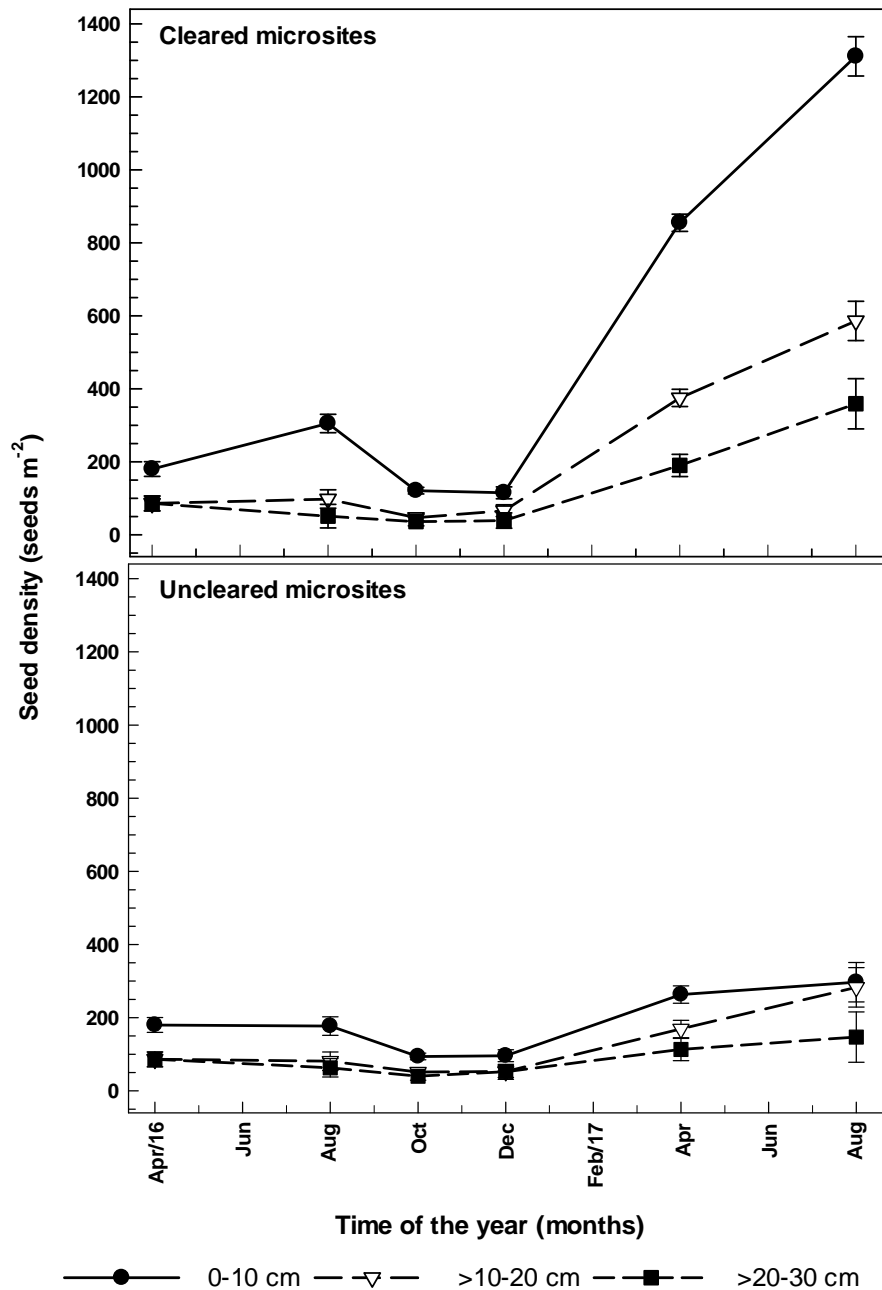 Cleared microsites
1400
1200
1000
800
600
400
200
0
Uncleared microsites
1400
1200
1000
800
600
400
200
0
Seed density (seeds m⁻²)
Apr/16
Jun
Aug
Oct
Dec
Feb/17
Apr
Jun
Aug
Time of the year (months)
0-10 cm >10-20 cm >20-30 cm